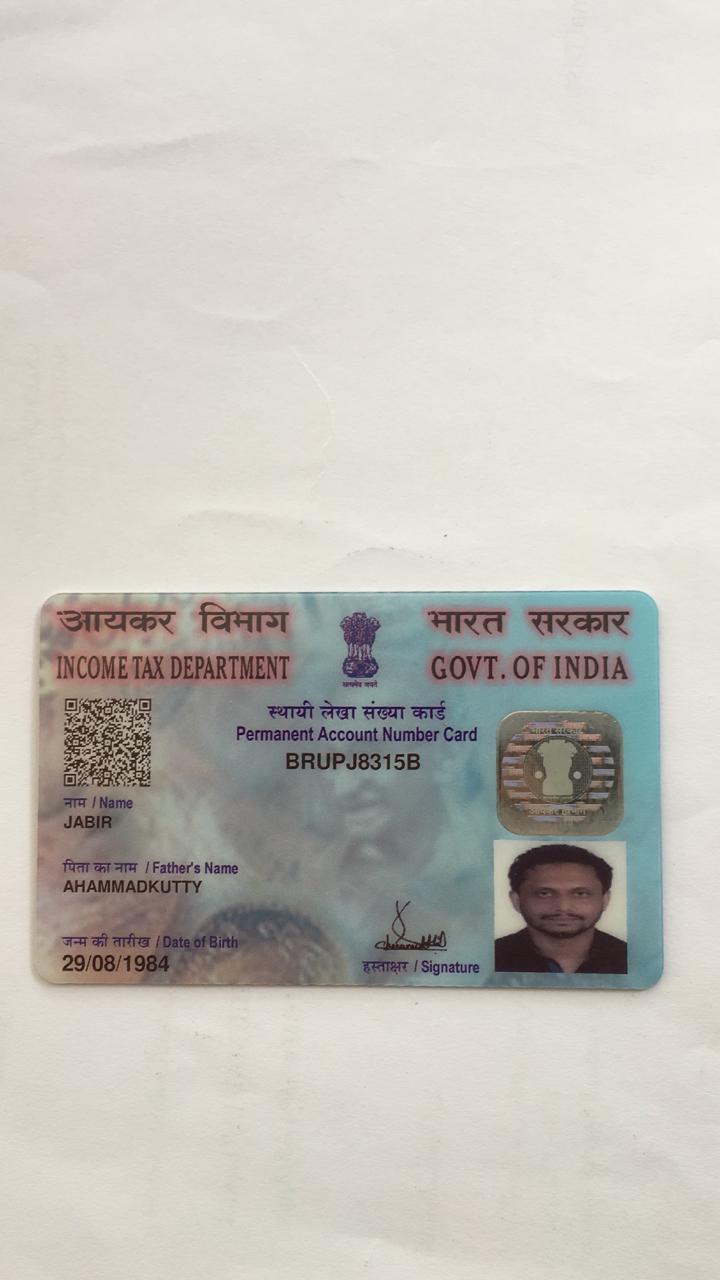 आयकर विभाग
INCOME TAX DEPARTMENT
भारत सरकार
GOVT. OF INDIA
सत्यमेव जयते
स्थायी लेखा संख्या कार्ड
Permanent Account Number Card
BRUPJ8315B
भारत सरकार
आयकर विभाग
नाम / Name
JABIR
पिता का नाम / Father's Name
AHAMMADKUTTY
जन्म की तारीख / Date of Birth
29/08/1984
हस्ताक्षर / Signature